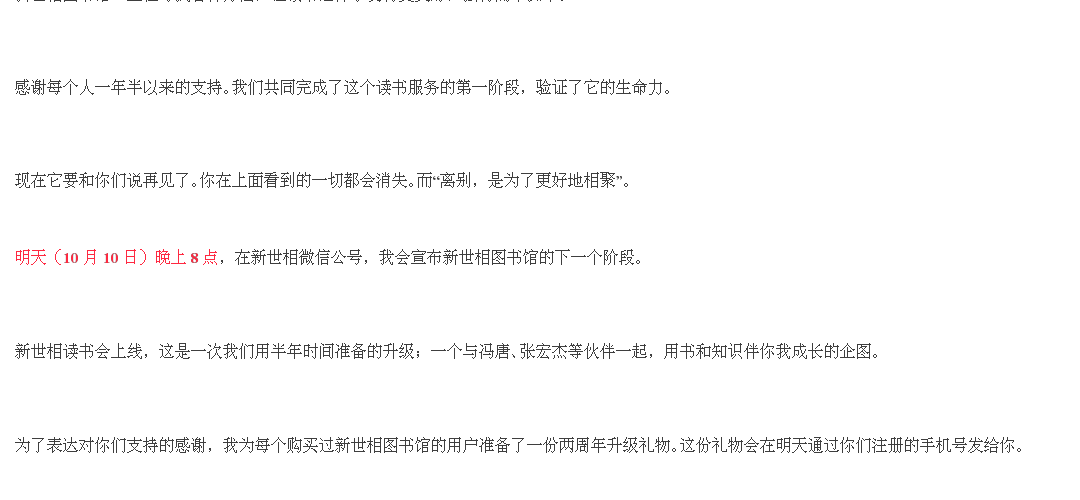 感谢每个人一年半以来的支持。我们共同完成了这个读书服务的第一阶段，验证了它的生命力。
现在它要和你们说再见了。你在上面看到的一切都会消失。而“离别，是为了更好地相聚”。
明天（10 月 10 日）晚上 8 点，在新世相微信公号，我会宣布新世相图书馆的下一个阶段。
新世相读书会上线，这是一次我们用半年时间准备的升级；一个与冯唐、张宏杰等伙伴一起，用书和知识伴你我成长的企图。
为了表达对你们支持的感谢，我为每个购买过新世相图书馆的用户准备了一份两周年升级礼物。这份礼物会在明天通过你们注册的手机号发给你。